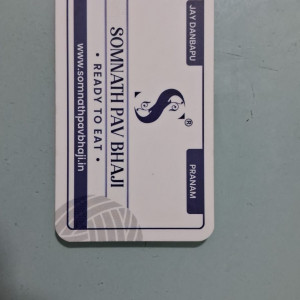 JAY DANBAPU
PRANAM
S®
SOMNATH PAV BHAJI
• READY TO EAT •
www.somnathpavbhaji.in